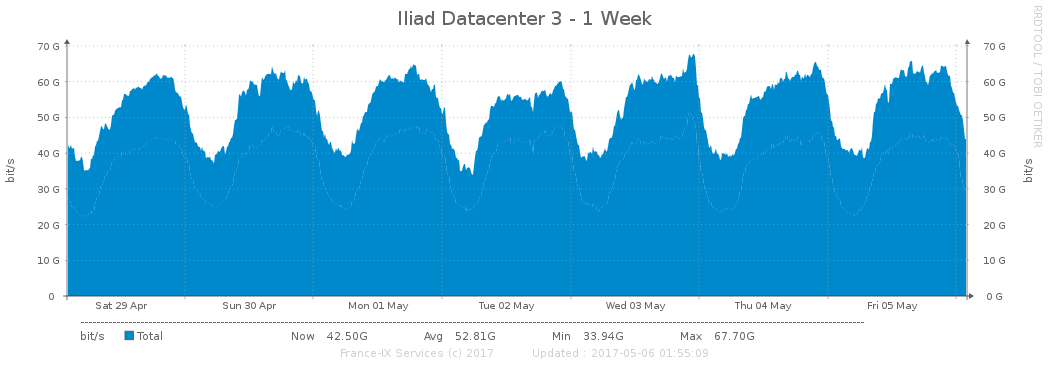 Iliad Datacenter 3 - 1 Week
RRDTOOL / TOBI OETIKER
70 G 70 G
60 G 60 G
50 G 50 G
40 G 40 G
30 G 30 G
20 G 20 G
10 G 10 G
0 0 G
bit/s bit/s
Sat 29 Apr Sun 30 Apr Mon 01 May Tue 02 May Wed 03 May Thu 04 May Fri 05 May
bit/s Total Now 42.50G Avg 52.81G Min 33.94G Max 67.70G
France-IX Services (c) 2017 Updated : 2017-05-06 01:55:09